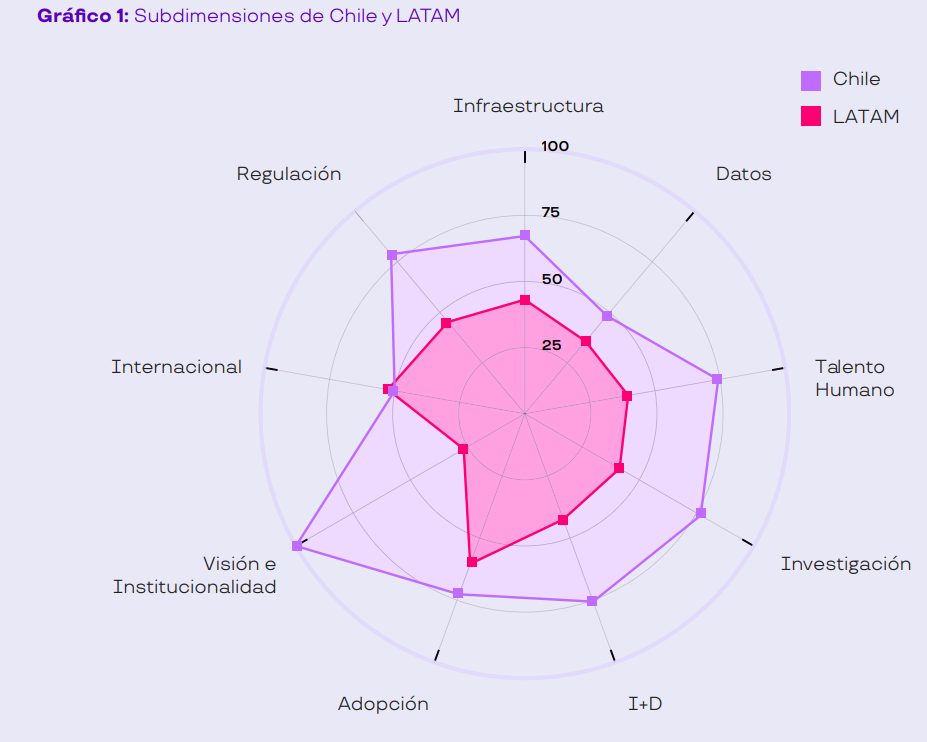 Gráfico 1: Subdimensiones de Chile y LATAM
Chile
LATAM
Infraestructura
100
Regulación
Datos
75
50
25
Internacional
Talento
Humano
Visión e
Institucionalidad
Investigación
Adopción
I+D